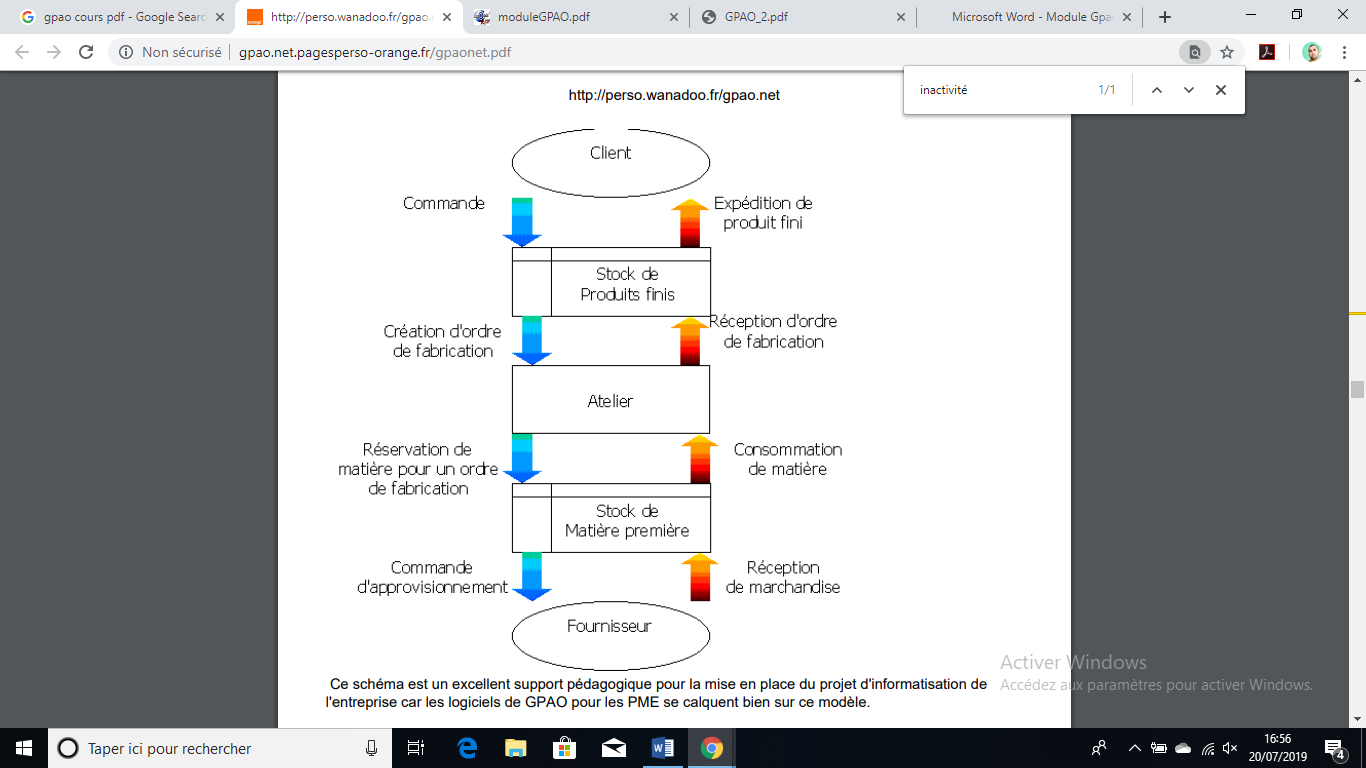 gpao cours pdf - Google Searc
http://perso.wanadoo.fr/gpao.
moduleGPAO.pdf
GPAO_2.pdf
Microsoft Word - Module Gpa
Non sécurisé | gpao.net.pagesperso-orange.fr/gpaonet.pdf
inactivité 1/1
http://perso.wanadoo.fr/gpao.net
Client
Commande
Expédition de
produit fini
Stock de
Produits finis
Création d'ordre
de fabrication
Réception d'ordre
de fabrication
Atelier
Réservation de
matière pour un ordre
de fabrication
Consommation
de matière
Stock de
Matière première
Commande
d'approvisionnement
Réception
de marchandise
Fournisseur
Activer Windows
Accédez aux paramètres pour activer Windows.
Ce schéma est un excellent support pédagogique pour la mise en place du projet d'informatisation de
l'entreprise car les logiciels de GPAO pour les PME se calquent bien sur ce modèle.
Taper ici pour rechercher
16:56
20/07/2019
4